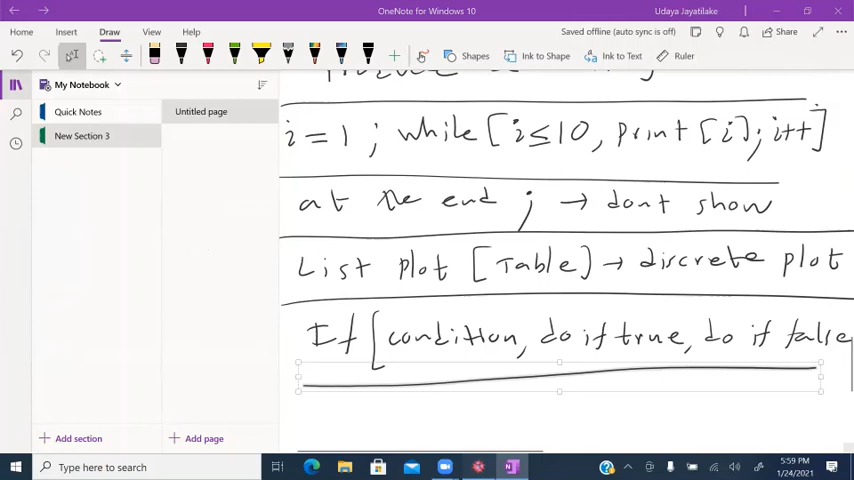 OneNote for Windows 10
Udaya Jayatilake
Home Insert Draw View Help
Saved offline (auto sync is off) Share
Shapes Ink to Shape Ink to Text Ruler
My Notebook
Quick Notes
New Section 3
Untitled page
i = 1 ; while [i ≤ 10, print [i]; i++]
at the end ; → dont show
List plot [Table] → discrete plot
If [condition, do if true, do if false
Add section Add page
Type here to search
5:59 PM
1/24/2021